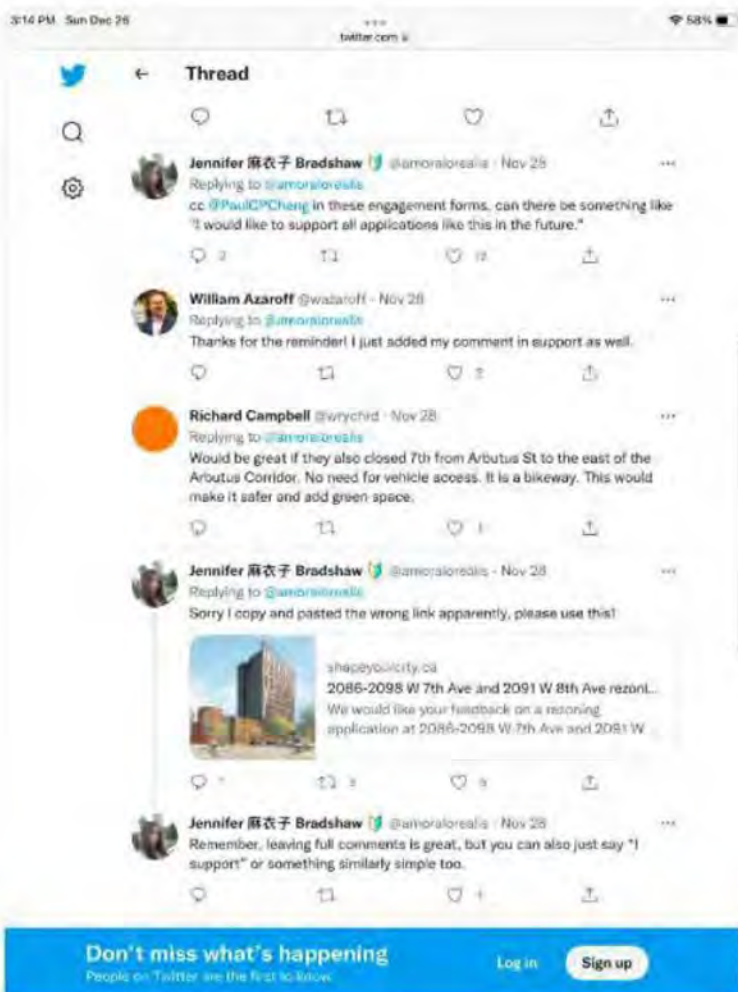 3:14 PM Sun Dec 26
58%
twitter.com
Thread
Jennifer 麻衣子 Bradshaw @amoralorealis · Nov 28
Replying to @amoralorealis
cc @PaulCPCheng in these engagement forms, can there be something like
"I would like to support all applications like this in the future."
William Azaroff @wazaroff · Nov 28
Replying to @amoralorealis
Thanks for the reminder! I just added my comment in support as well.
Richard Campbell @wrychrd · Nov 28
Replying to @amoralorealis
Would be great if they also closed 7th from Arbutus St to the east of the
Arbutus Corridor. No need for vehicle access. It is a bikeway. This would
make it safer and add green space.
Jennifer 麻衣子 Bradshaw @amoralorealis · Nov 28
Replying to @amoralorealis
Sorry I copy and pasted the wrong link apparently, please use this!
shapeyourcity.ca
2086-2098 W 7th Ave and 2091 W 8th Ave rezoni...
We would like your feedback on a rezoning
application at 2086-2098 W 7th Ave and 2091 W
Jennifer 麻衣子 Bradshaw @amoralorealis · Nov 28
Remember, leaving full comments is great, but you can also just say "I
support" or something similarly simple too.
Don't miss what's happening
People on Twitter are the first to know.
Log in
Sign up